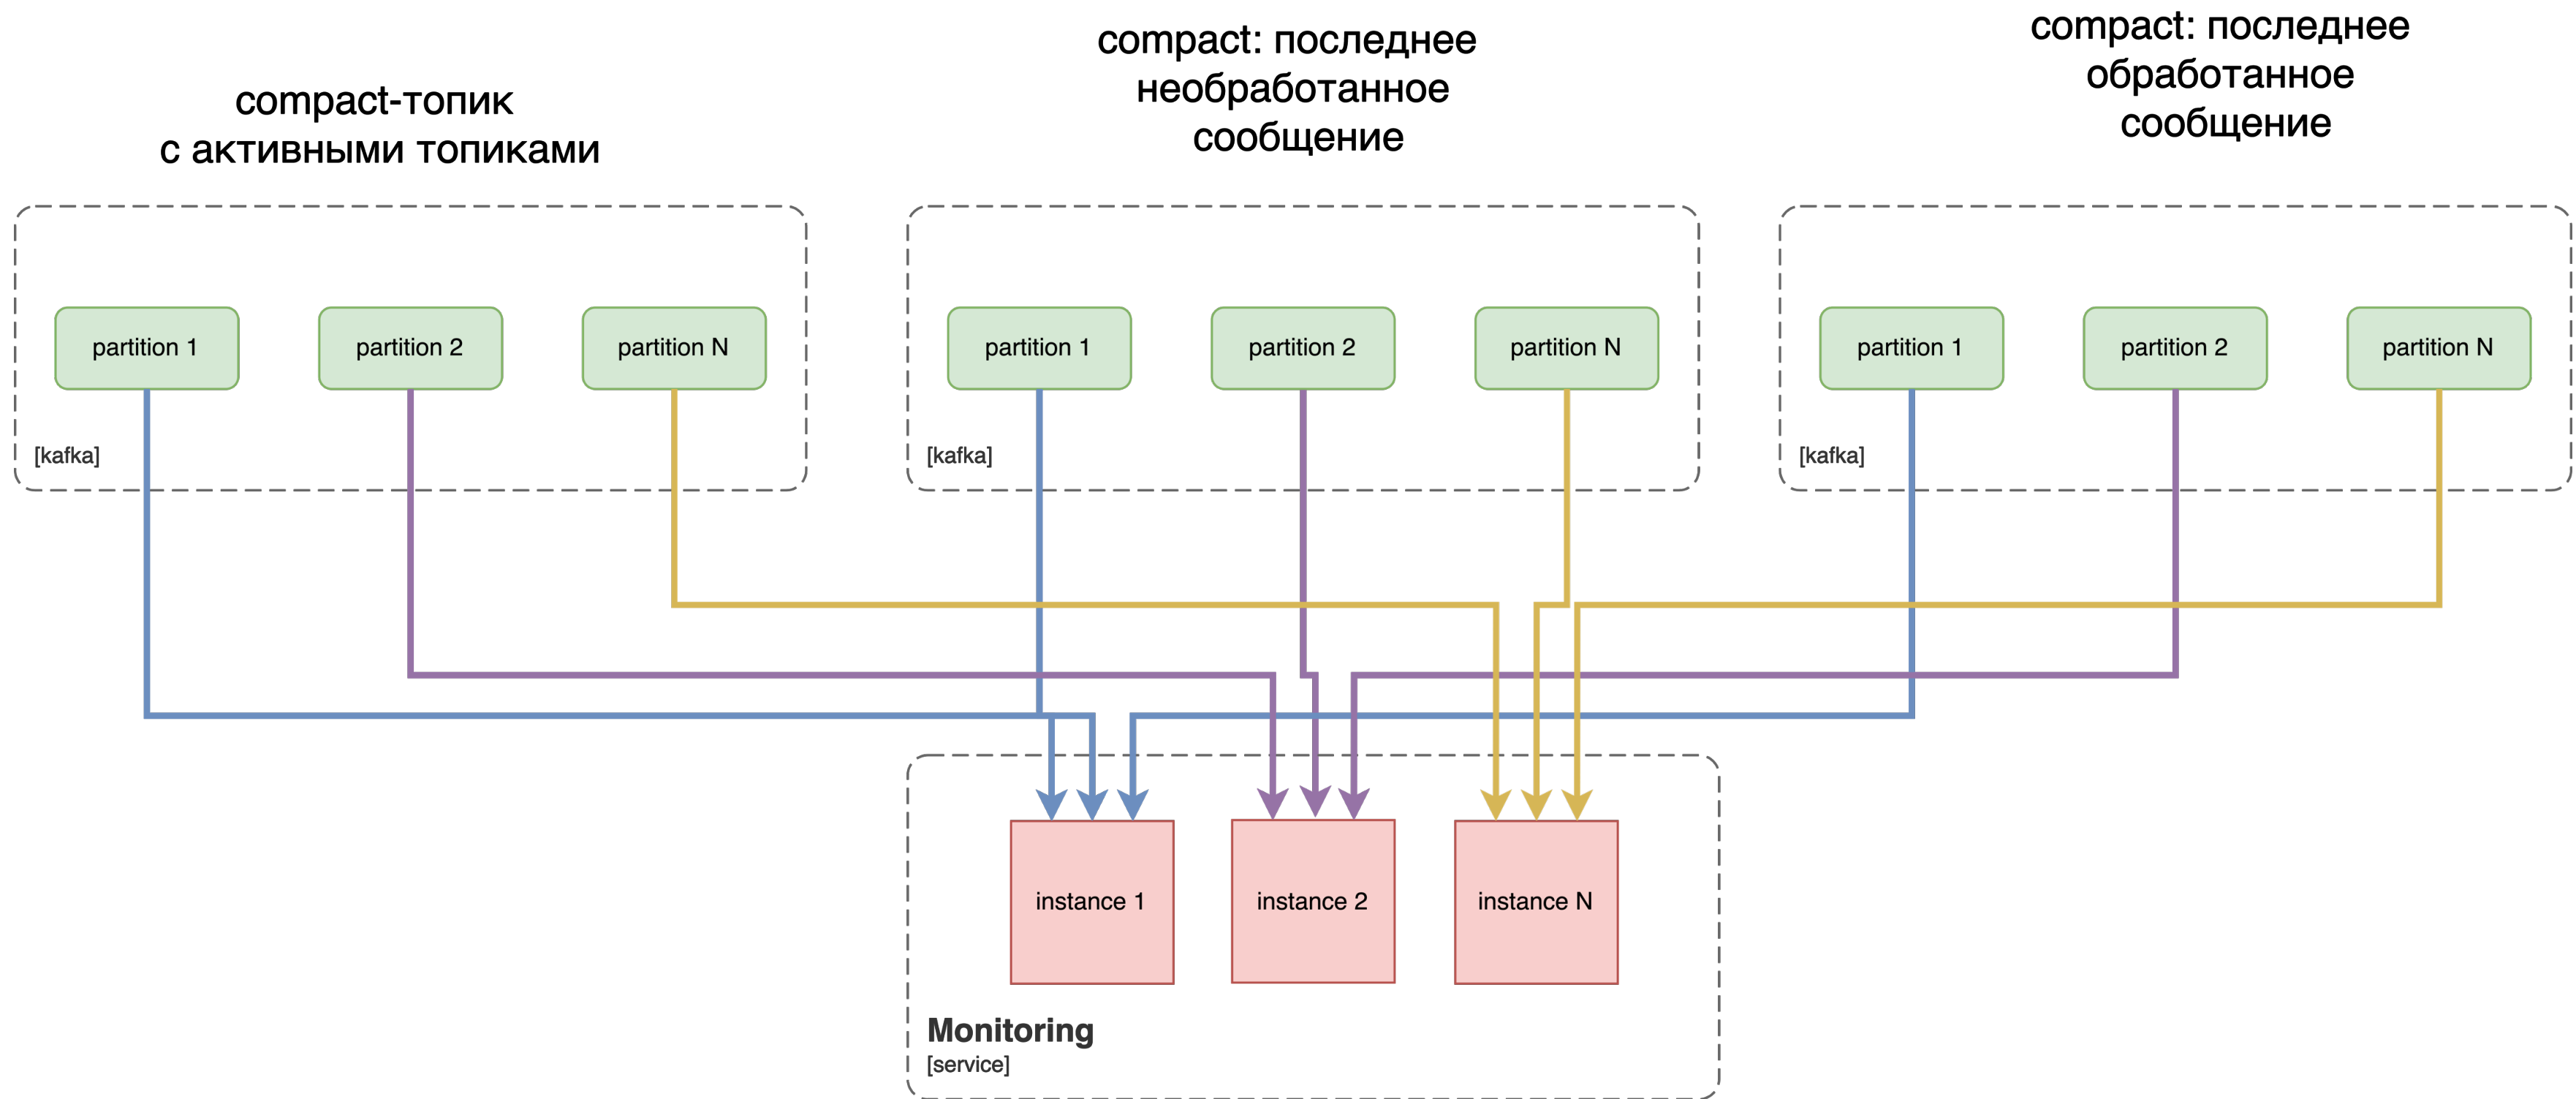 compact-топик
с активными топиками
compact: последнее
необработанное
сообщение
compact: последнее
обработанное
сообщение
partition 1
partition 2
partition N
[kafka]
partition 1
partition 2
partition N
[kafka]
partition 1
partition 2
partition N
[kafka]
instance 1
instance 2
instance N
Monitoring
[service]